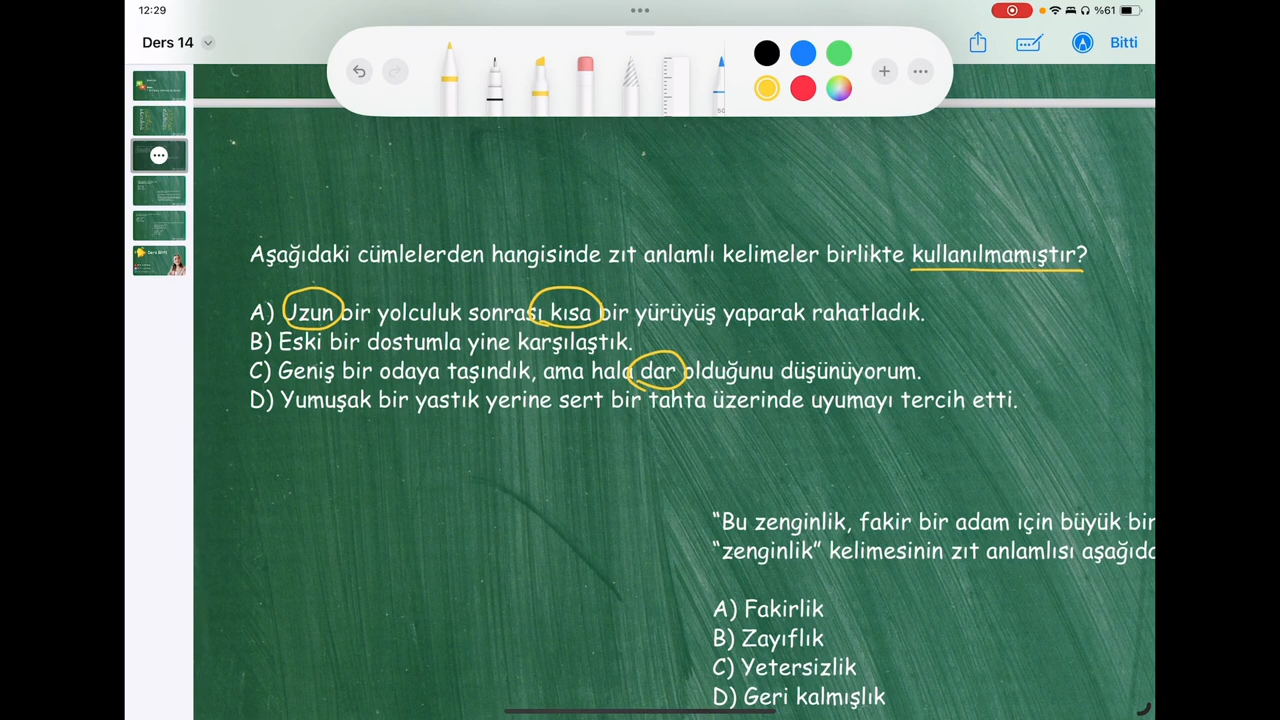 12:29
%61
Ders 14
Bitti
50
Aşağıdaki cümlelerden hangisinde zıt anlamlı kelimeler birlikte kullanılmamıştır?
A) Uzun bir yolculuk sonrası kısa bir yürüyüş yaparak rahatladık.
B) Eski bir dostumla yine karşılaştık.
C) Geniş bir odaya taşındık, ama hala dar olduğunu düşünüyorum.
D) Yumuşak bir yastık yerine sert bir tahta üzerinde uyumayı tercih etti.
“Bu zenginlik, fakir bir adam için büyük bir
“zenginlik” kelimesinin zıt anlamlısı aşağıda
A) Fakirlik
B) Zayıflık
C) Yetersizlik
D) Geri kalmışlık